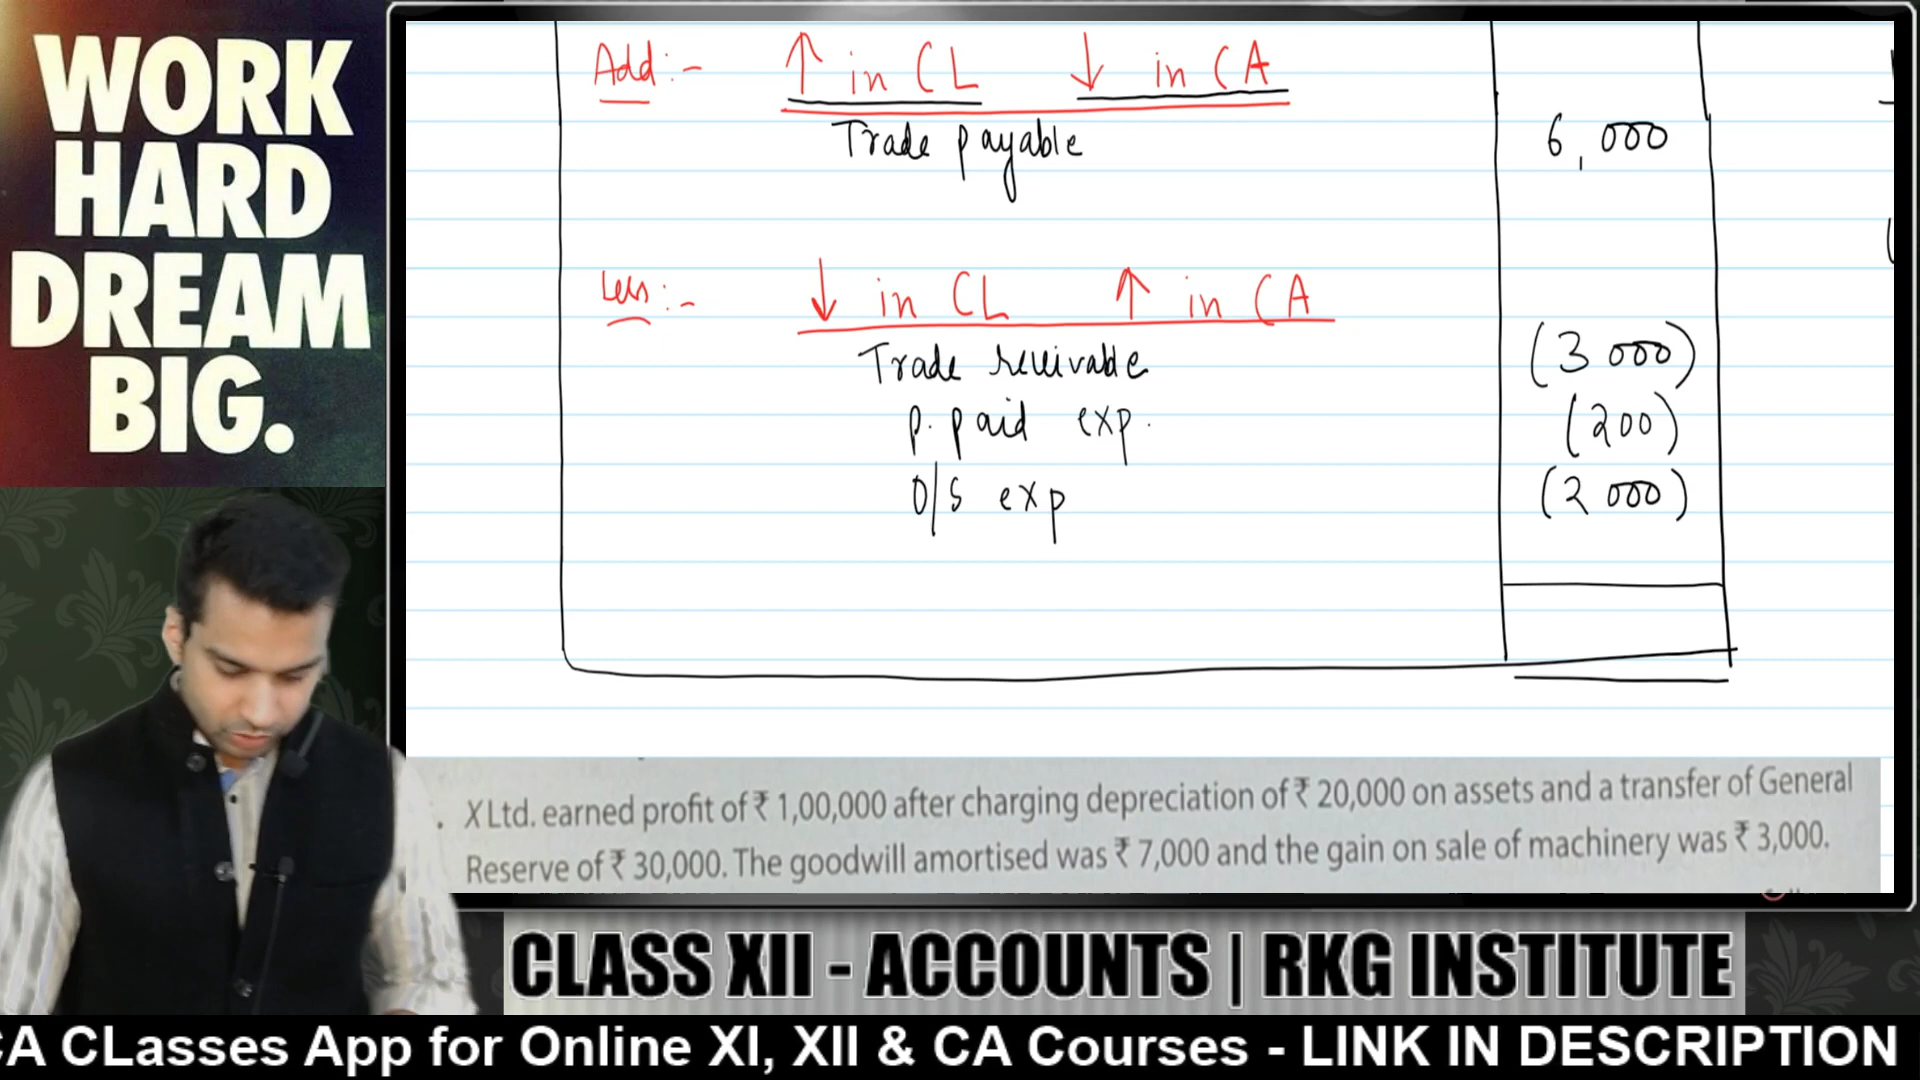 WORK
HARD
DREAM
BIG.
Add:- ↑ in CL ↓ in CA
Trade payable 6,000
Less:- ↓ in CL ↑ in CA
Trade receivable (3000)
P. paid exp. (200)
O/S exp (2000)
. X Ltd. earned profit of ₹ 1,00,000 after charging depreciation of ₹ 20,000 on assets and a transfer of General
Reserve of ₹ 30,000. The goodwill amortised was ₹ 7,000 and the gain on sale of machinery was ₹ 3,000.
CLASS XII - ACCOUNTS | RKG INSTITUTE
CA CLasses App for Online XI, XII & CA Courses - LINK IN DESCRIPTION